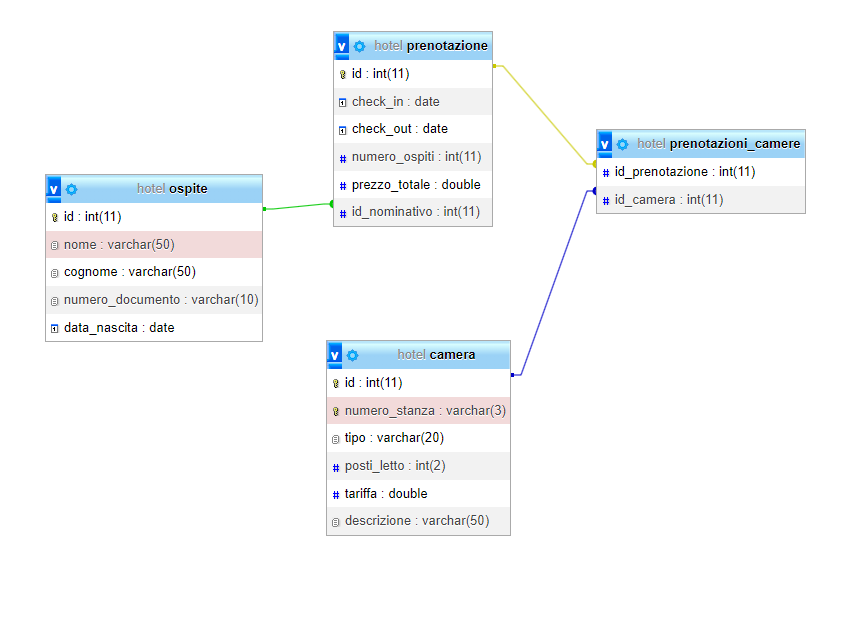 v hotel prenotazione
id : int(11)
check_in : date
check_out : date
# numero_ospiti : int(11)
# prezzo_totale : double
# id_nominativo : int(11)
v hotel prenotazioni_camere
# id_prenotazione : int(11)
# id_camera : int(11)
v hotel ospite
id : int(11)
nome : varchar(50)
cognome : varchar(50)
numero_documento : varchar(10)
data_nascita : date
v hotel camera
id : int(11)
numero_stanza : varchar(3)
tipo : varchar(20)
# posti_letto : int(2)
# tariffa : double
descrizione : varchar(50)